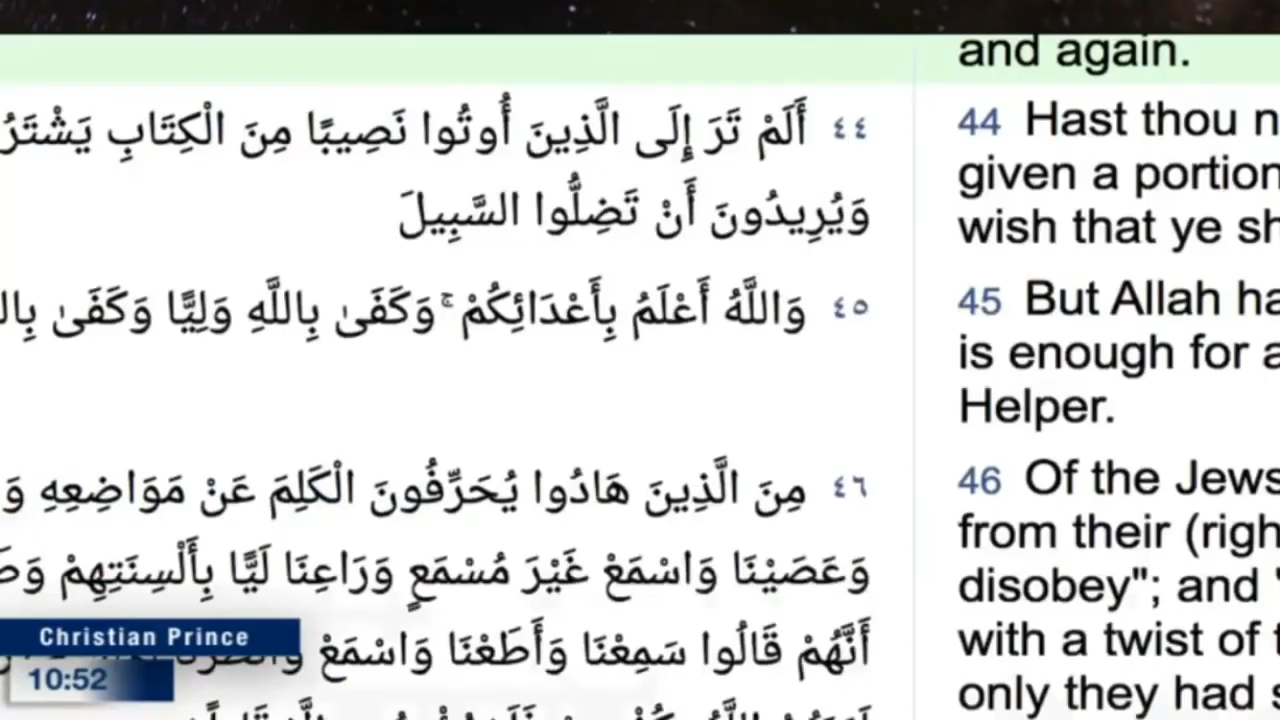 and again.
٤٤ أَلَمْ تَرَ إِلَى الَّذِينَ أُوتُوا نَصِيبًا مِنَ الْكِتَابِ
وَيُرِيدُونَ أَنْ تَضِلُّوا السَّبِيلَ
٤٥ وَاللَّهُ أَعْلَمُ بِأَعْدَائِكُمْ ۚ وَكَفَىٰ بِاللَّهِ وَلِيًّا وَكَفَىٰ
٤٦ مِنَ الَّذِينَ هَادُوا يُحَرِّفُونَ الْكَلِمَ عَنْ مَوَاضِعِهِ
وَعَصَيْنَا وَاسْمَعْ غَيْرَ مُسْمَعٍ وَرَاعِنَا لَيًّا بِأَلْسِنَتِهِمْ
أَنَّهُمْ قَالُوا سَمِعْنَا وَأَطَعْنَا وَاسْمَعْ
44 Hast thou
given a portion
wish that ye
45 But Allah
is enough for
Helper.
46 Of the Jews
from their
disobey"; and
with a twist of
only they had
Christian Prince
10:52